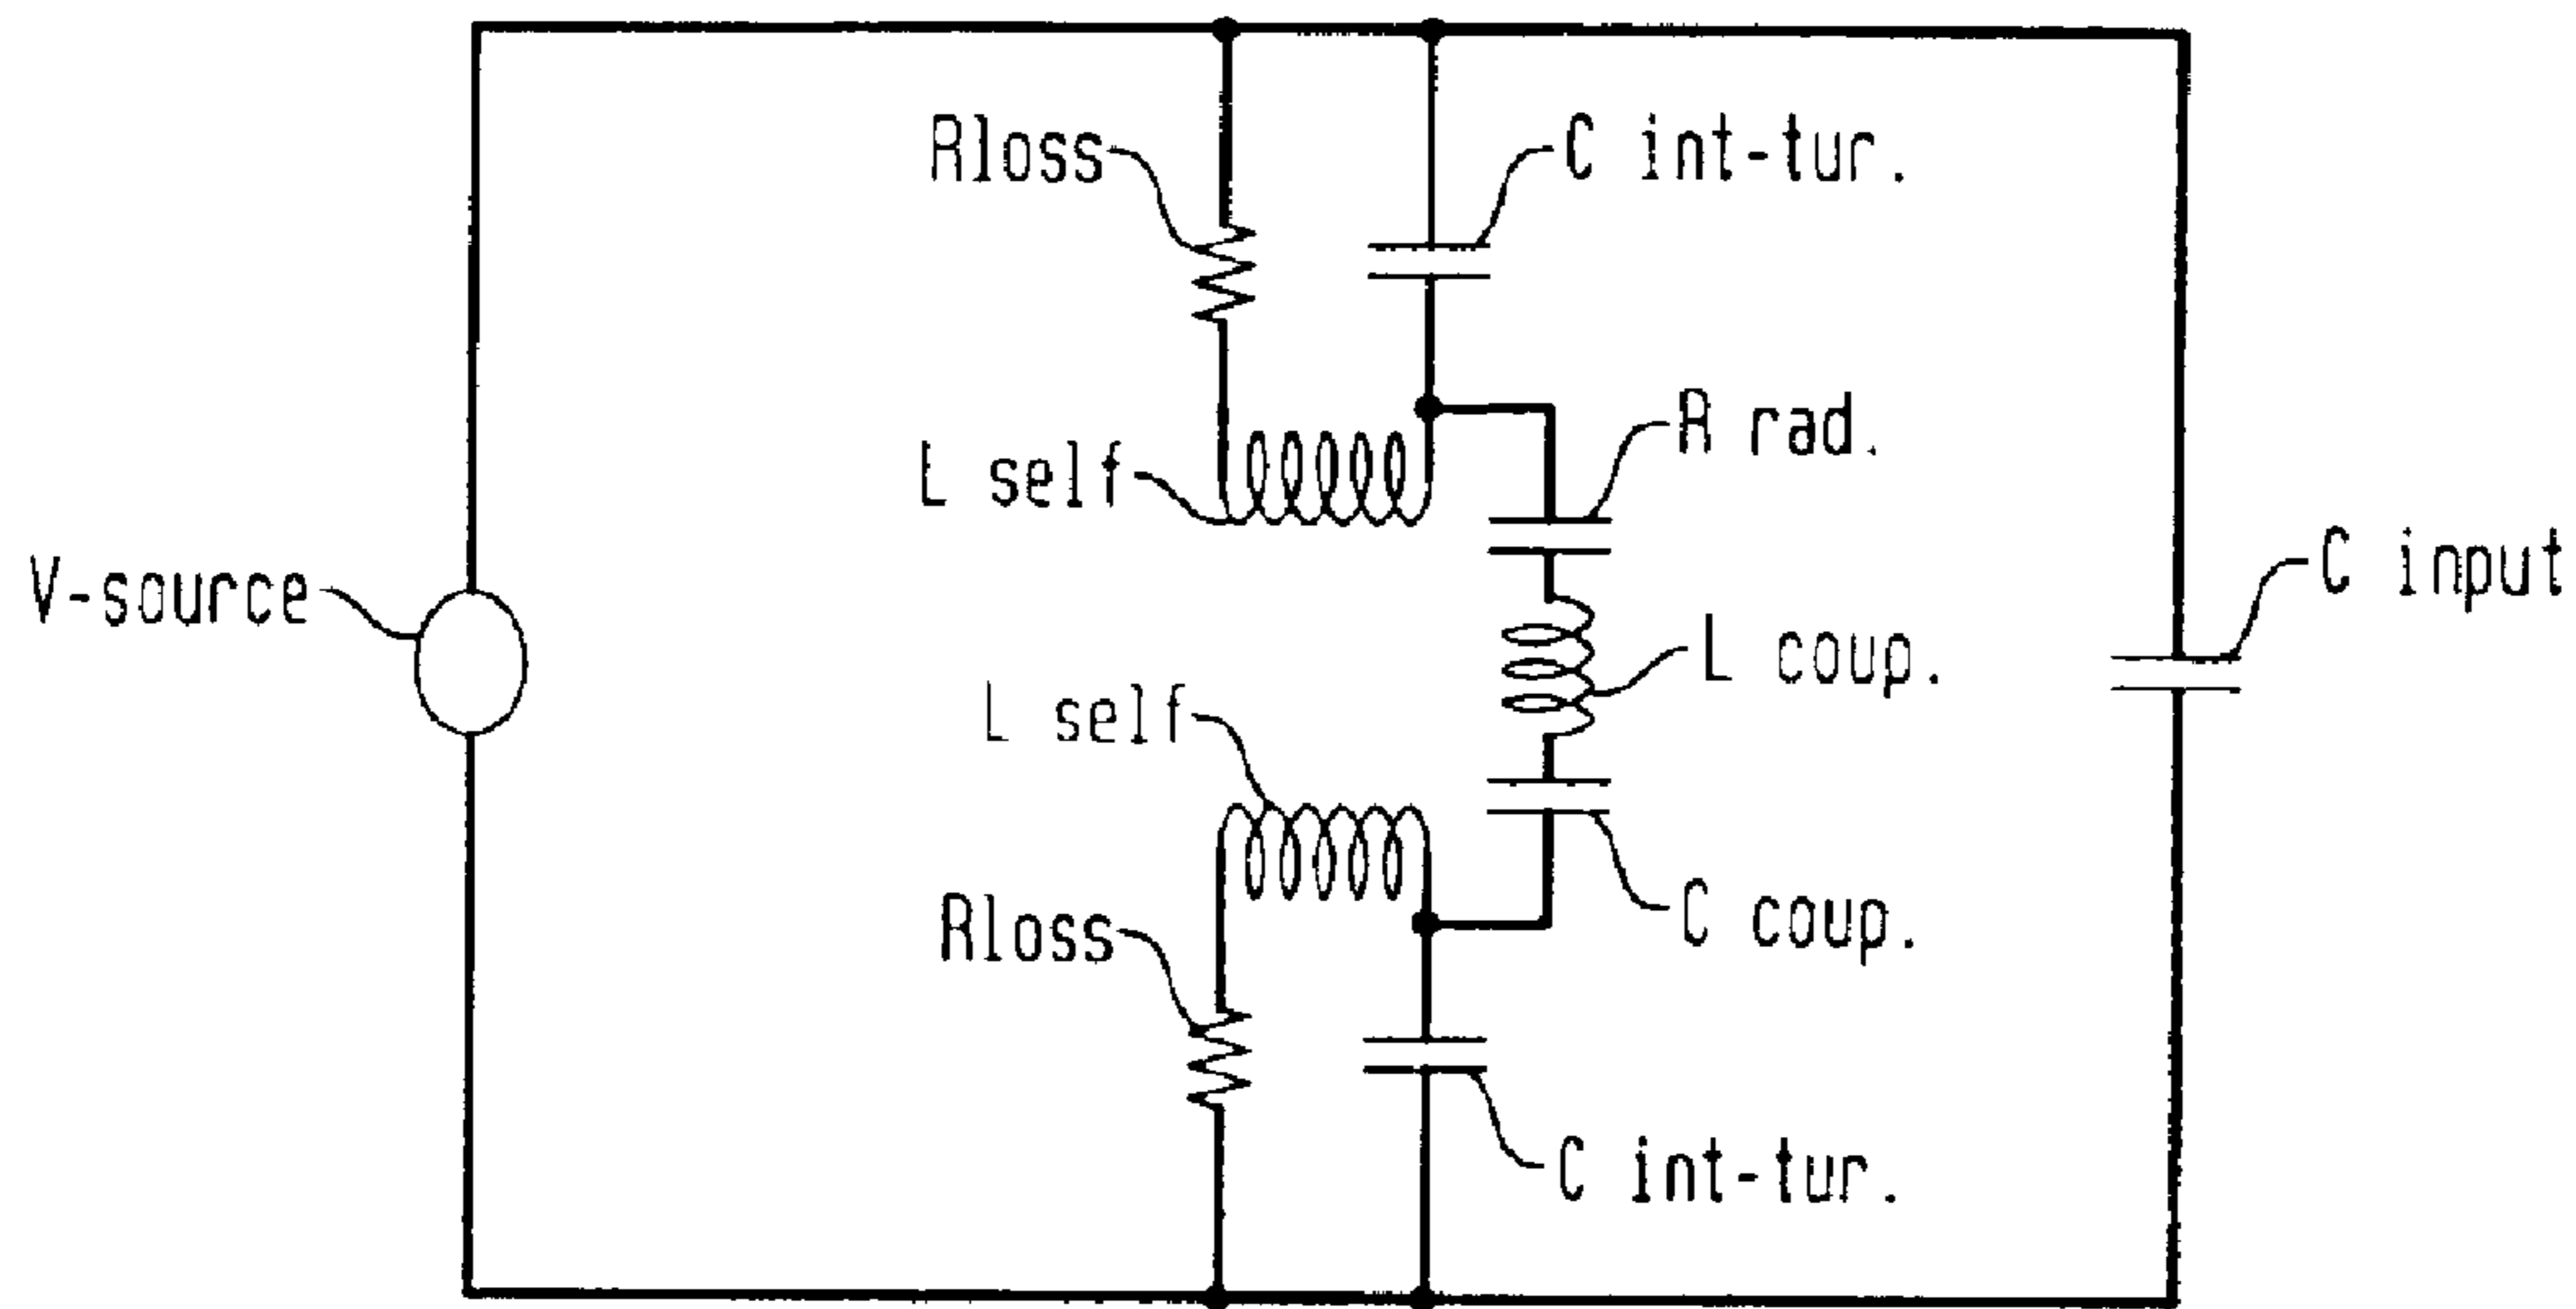 Rloss
C int-tur.
R rad.
L self
V-source
C input
L coup.
L self
C coup.
Rloss
C int-tur.